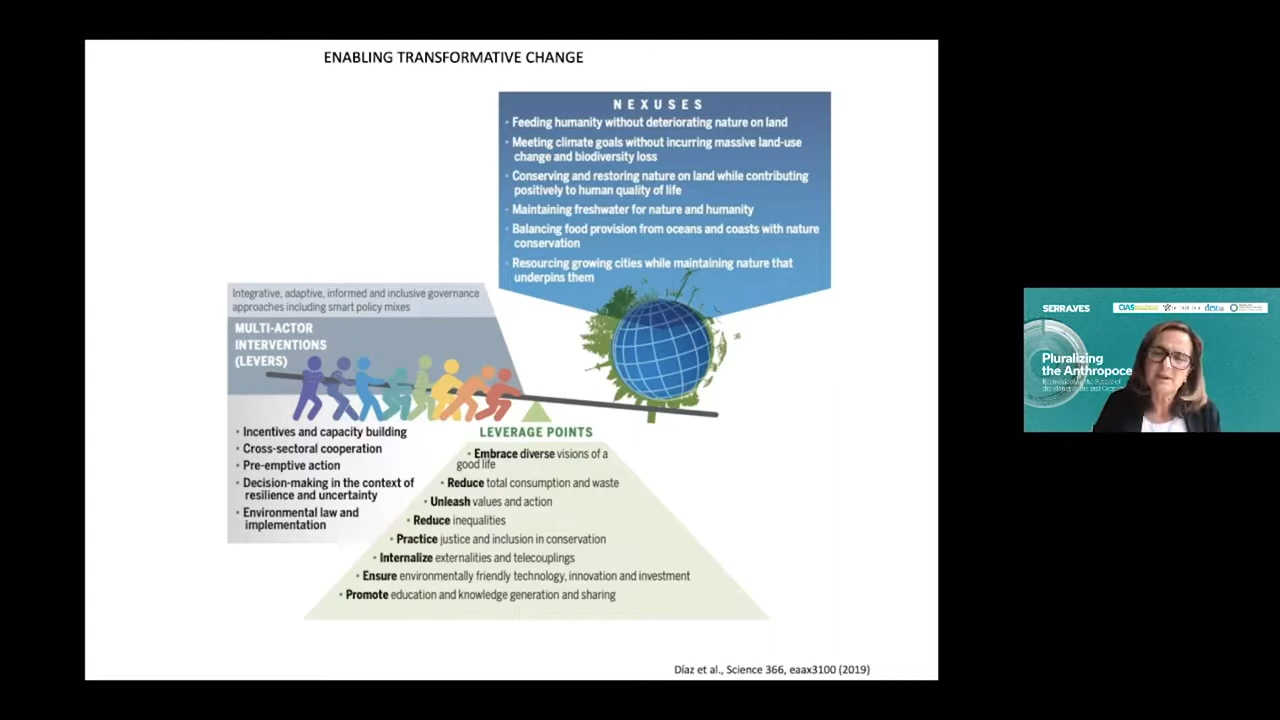 ENABLING TRANSFORMATIVE CHANGE
NEXUSES
• Feeding humanity without deteriorating nature on land
• Meeting climate goals without incurring massive land-use
change and biodiversity loss
• Conserving and restoring nature on land while contributing
positively to human quality of life
• Maintaining freshwater for nature and humanity
• Balancing food provision from oceans and coasts with nature
conservation
• Resourcing growing cities while maintaining nature that
underpins them
Integrative, adaptive, informed and inclusive governance
approaches including smart policy mixes
MULTI-ACTOR
INTERVENTIONS
(LEVERS)
• Incentives and capacity building
• Cross-sectoral cooperation
• Pre-emptive action
• Decision-making in the context of
resilience and uncertainty
• Environmental law and
implementation
LEVERAGE POINTS
• Embrace diverse visions of a
good life
• Reduce total consumption and waste
• Unleash values and action
• Reduce inequalities
• Practice justice and inclusion in conservation
• Internalize externalities and telecouplings
• Ensure environmentally friendly technology, innovation and investment
• Promote education and knowledge generation and sharing
Díaz et al., Science 366, eaax3100 (2019)
SERRALVES
CIAS
Pluralizing
the Anthropoce